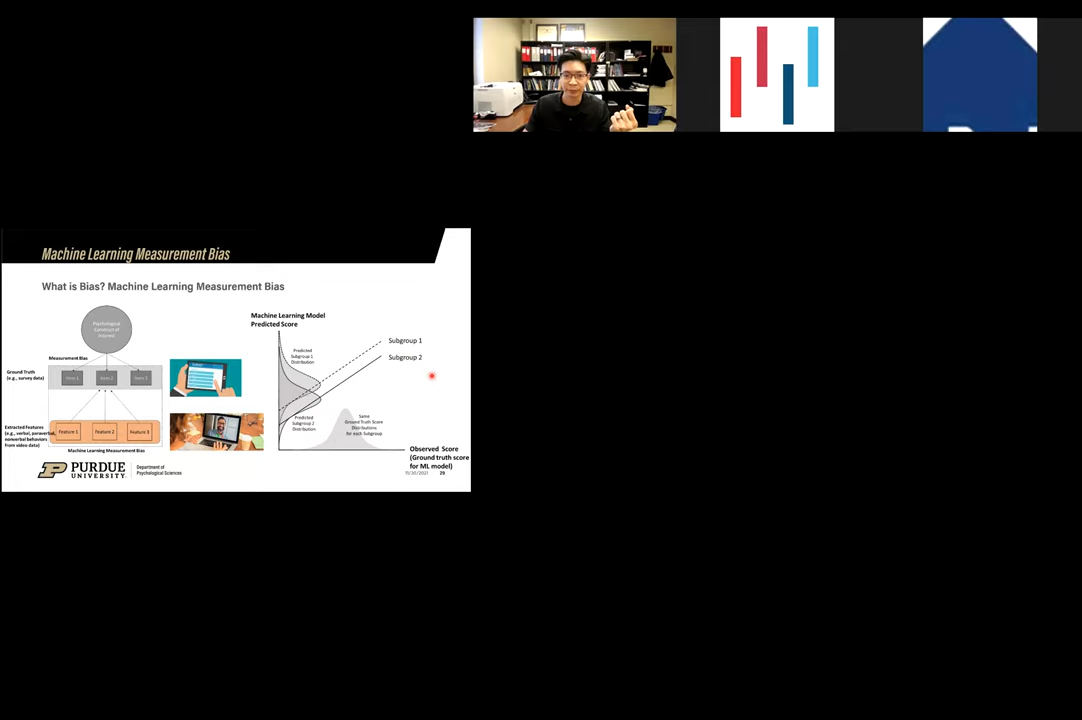 Machine Learning Measurement Bias
What is Bias? Machine Learning Measurement Bias
Psychological
Construct of
Interest
Measurement Bias
Ground Truth
(e.g., survey data)
Item 1
Item 2
Item 3
Extracted Features
(e.g., verbal, paraverbal,
nonverbal behaviors
from video data)
Feature 1
Feature 2
Feature 3
Machine Learning Measurement Bias
Machine Learning Model
Predicted Score
Predicted
Subgroup 1
Distribution
Subgroup 1
Subgroup 2
Predicted
Subgroup 2
Distribution
Same
Ground Truth Score
Distributions
for each Subgroup
Observed Score
(Ground truth score
for ML model)
PURDUE
UNIVERSITY
Department of
Psychological Sciences
11/30/2021
29